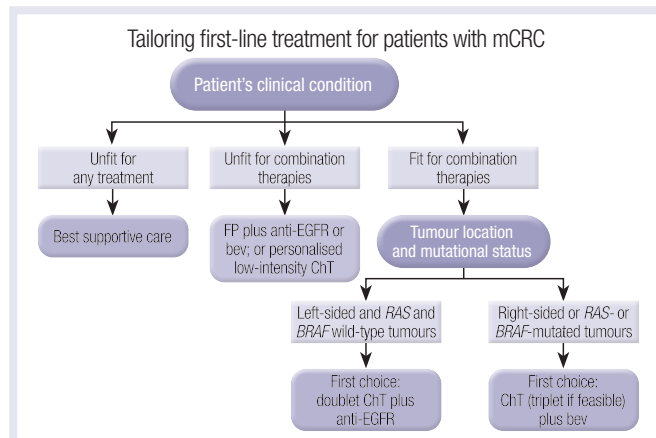 Tailoring first-line treatment for patients with mCRC
Patient's clinical condition
Unfit for
any treatment
Unfit for combination
therapies
Fit for combination
therapies
Best supportive care
FP plus anti-EGFR or
bev; or personalised
low-intensity ChT
Tumour location
and mutational status
Left-sided and RAS and
BRAF wild-type tumours
Right-sided or RAS- or
BRAF-mutated tumours
First choice:
doublet ChT plus
anti-EGFR
First choice:
ChT (triplet if feasible)
plus bev